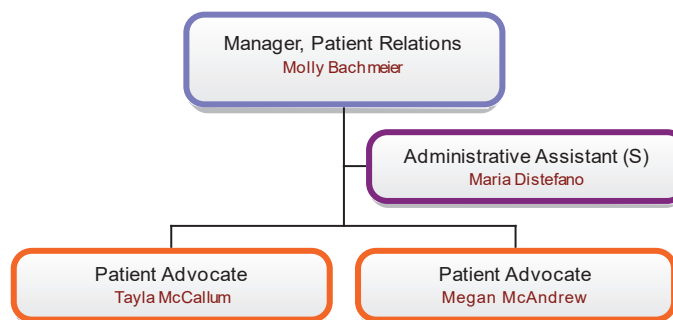 Manager, Patient Relations
Molly Bachmeier
Administrative Assistant (S)
Maria Distefano
Patient Advocate
Tayla McCallum
Patient Advocate
Megan McAndrew